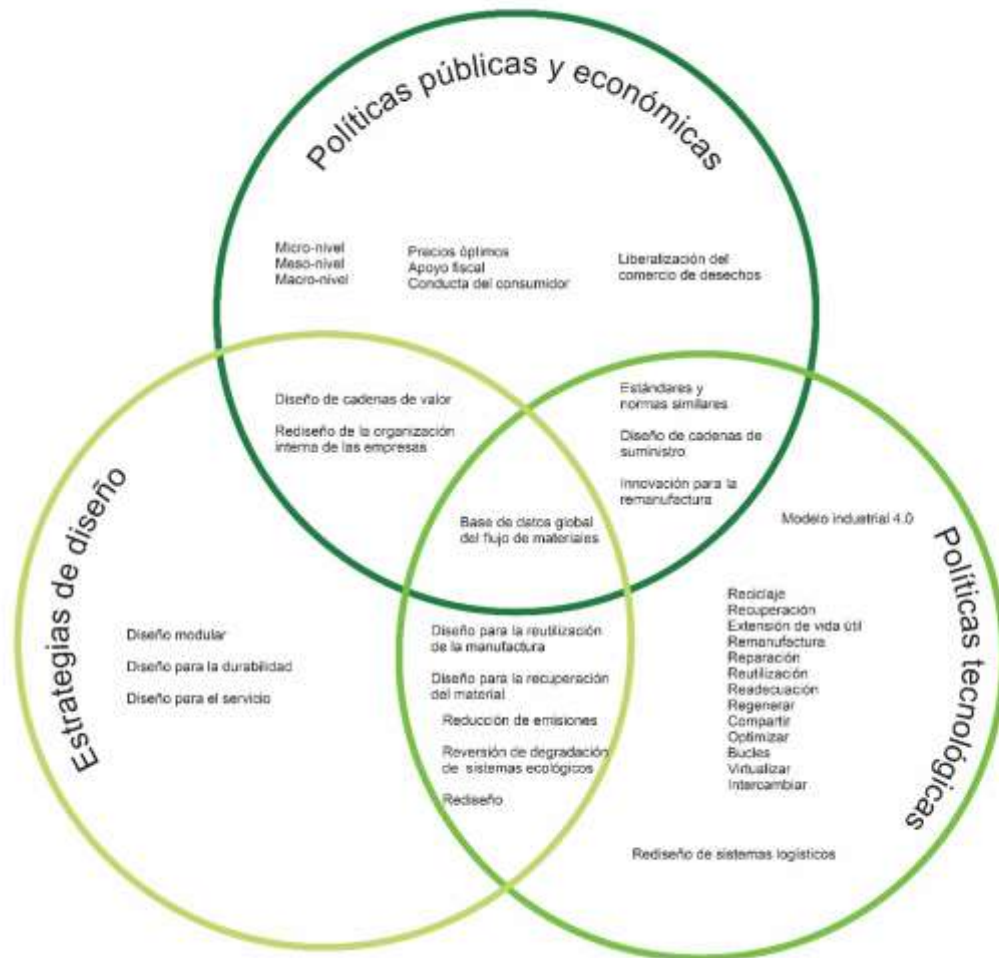 Políticas públicas y económicas
Micro-nivel
Meso-nivel
Macro-nivel
Precios óptimos
Apoyo fiscal
Conducta del consumidor
Liberalización del
comercio de desechos
Diseño de cadenas de valor
Rediseño de la organización
interna de las empresas
Estándares y
normas similares
Diseño de cadenas de
suministro
Innovación para la
remanufactura
Base de datos global
del flujo de materiales
Modelo industrial 4.0
Estrategias de diseño
Diseño modular
Diseño para la durabilidad
Diseño para el servicio
Diseño para la reutilización
de la manufactura
Diseño para la recuperación
del material
Reducción de emisiones
Reversión de degradación
de sistemas ecológicos
Rediseño
Políticas tecnológicas
Reciclaje
Recuperación
Extensión de vida útil
Remanufactura
Reparación
Reutilización
Readecuación
Regenerar
Compartir
Optimizar
Bucles
Virtualizar
Intercambiar
Rediseño de sistemas logísticos